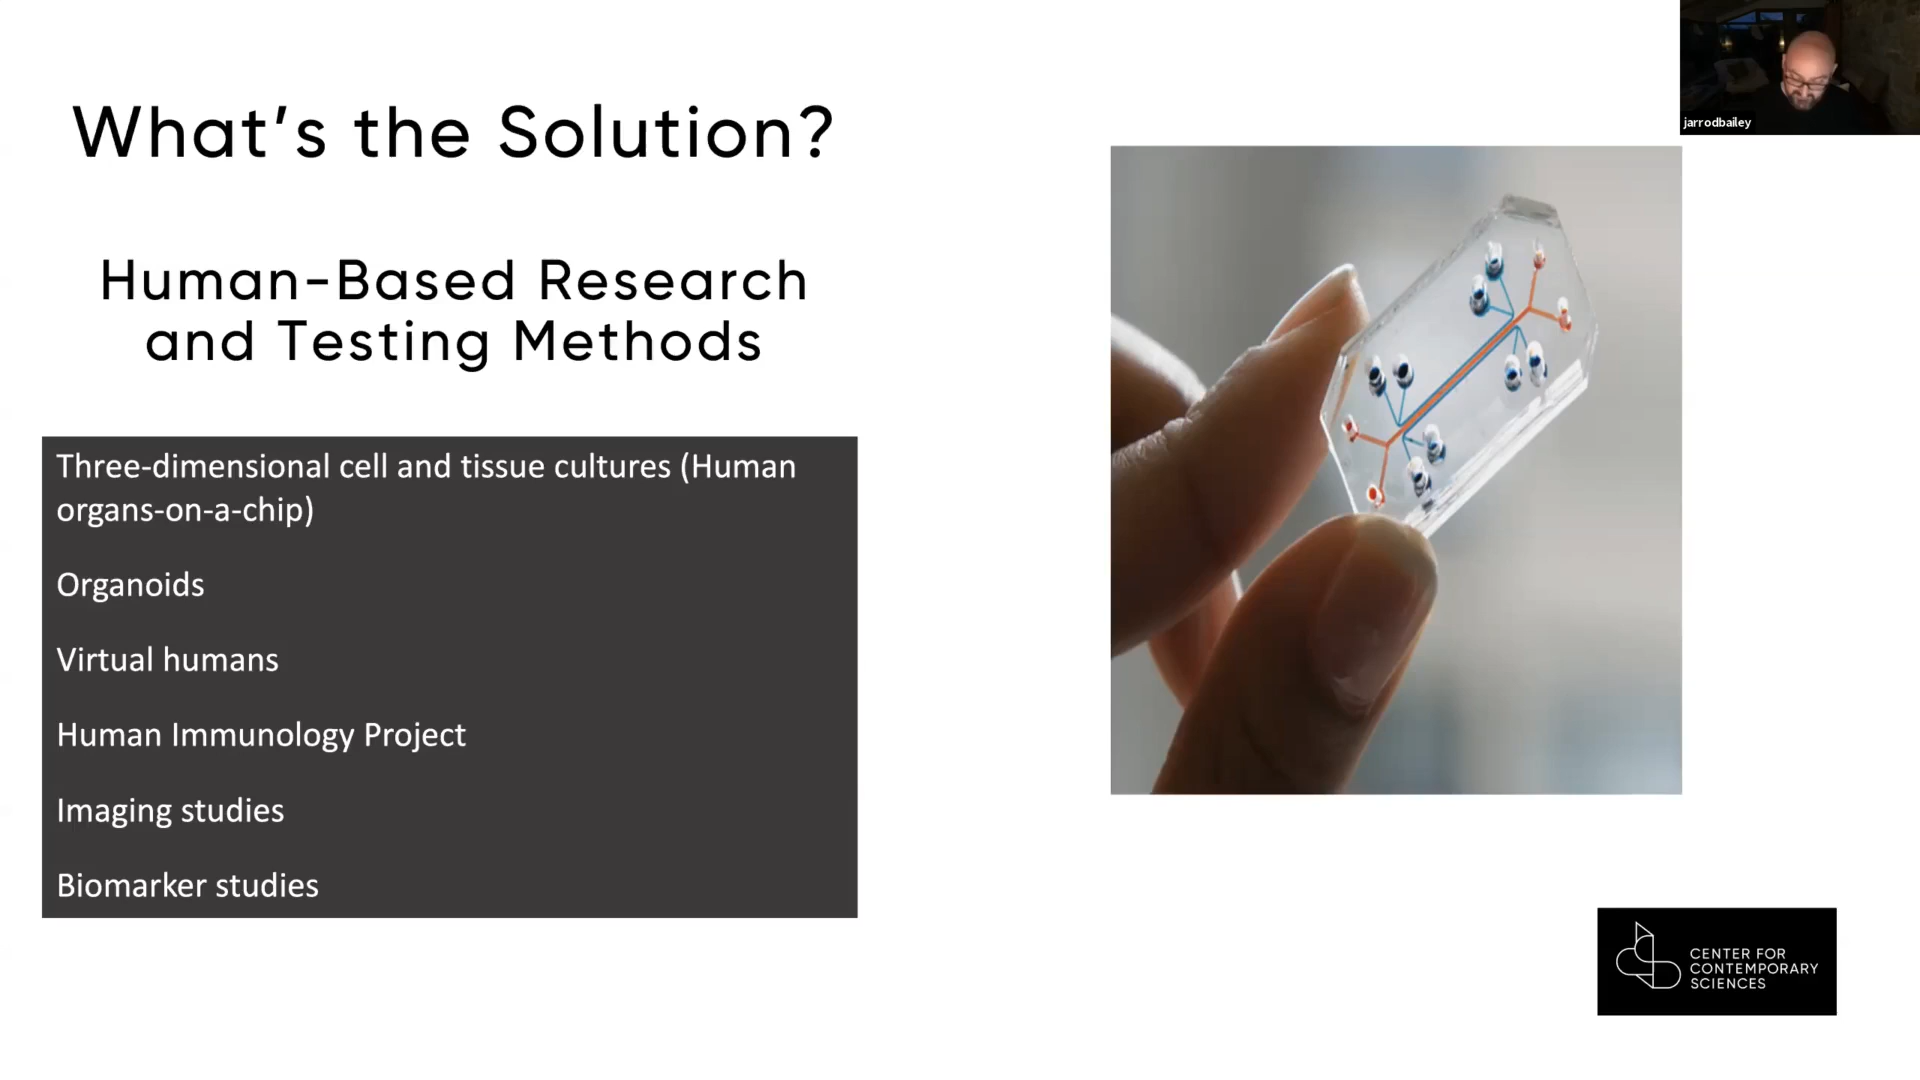 What's the Solution?
Human-Based Research
and Testing Methods
Three-dimensional cell and tissue cultures (Human
organs-on-a-chip)
Organoids
Virtual humans
Human Immunology Project
Imaging studies
Biomarker studies
jarrodbailey
CENTER FOR
CONTEMPORARY
SCIENCES